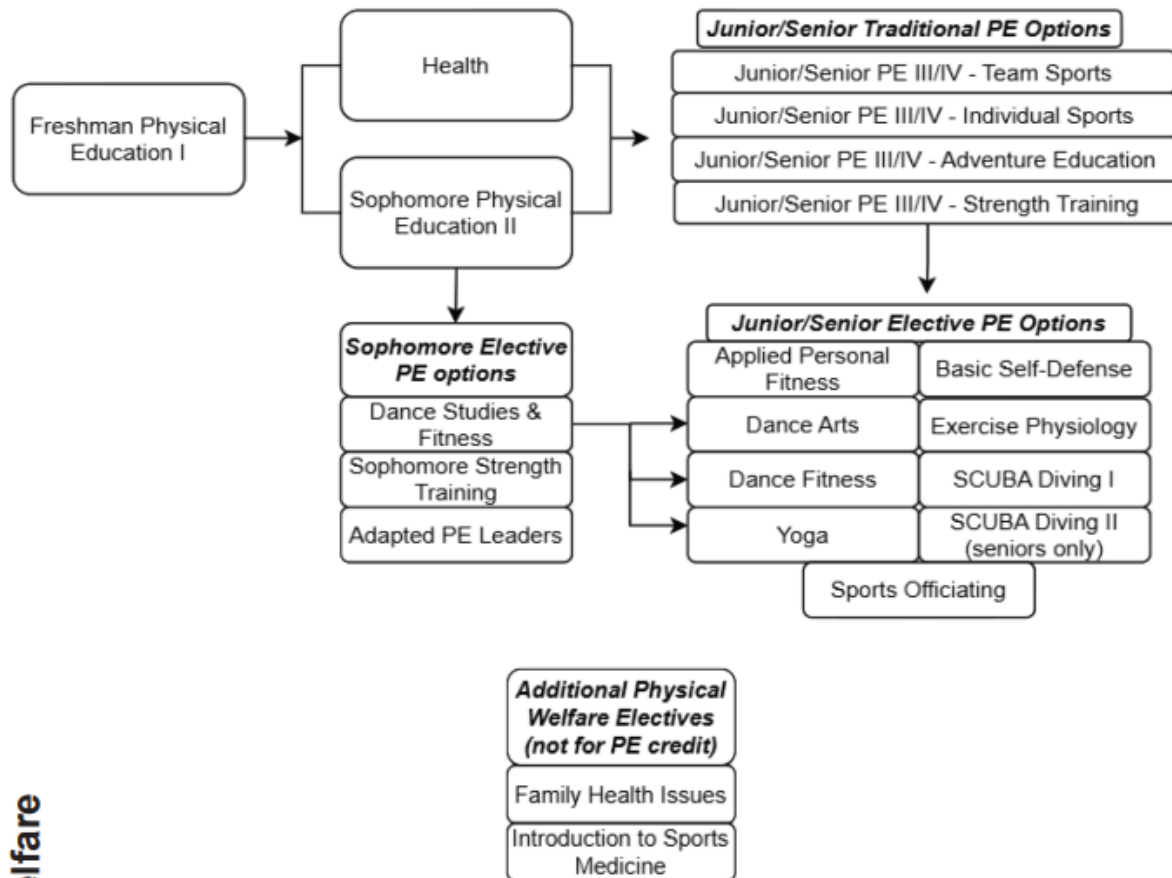 Freshman Physical
Education I
Health
Sophomore Physical
Education II
Junior/Senior Traditional PE Options
Junior/Senior PE III/IV - Team Sports
Junior/Senior PE III/IV - Individual Sports
Junior/Senior PE III/IV - Adventure Education
Junior/Senior PE III/IV - Strength Training
Sophomore Elective
PE options
Dance Studies &
Fitness
Sophomore Strength
Training
Adapted PE Leaders
Junior/Senior Elective PE Options
Applied Personal
Fitness
Basic Self-Defense
Dance Arts
Exercise Physiology
Dance Fitness
SCUBA Diving I
Yoga
SCUBA Diving II
(seniors only)
Sports Officiating
Additional Physical
Welfare Electives
(not for PE credit)
Family Health Issues
Introduction to Sports
Medicine